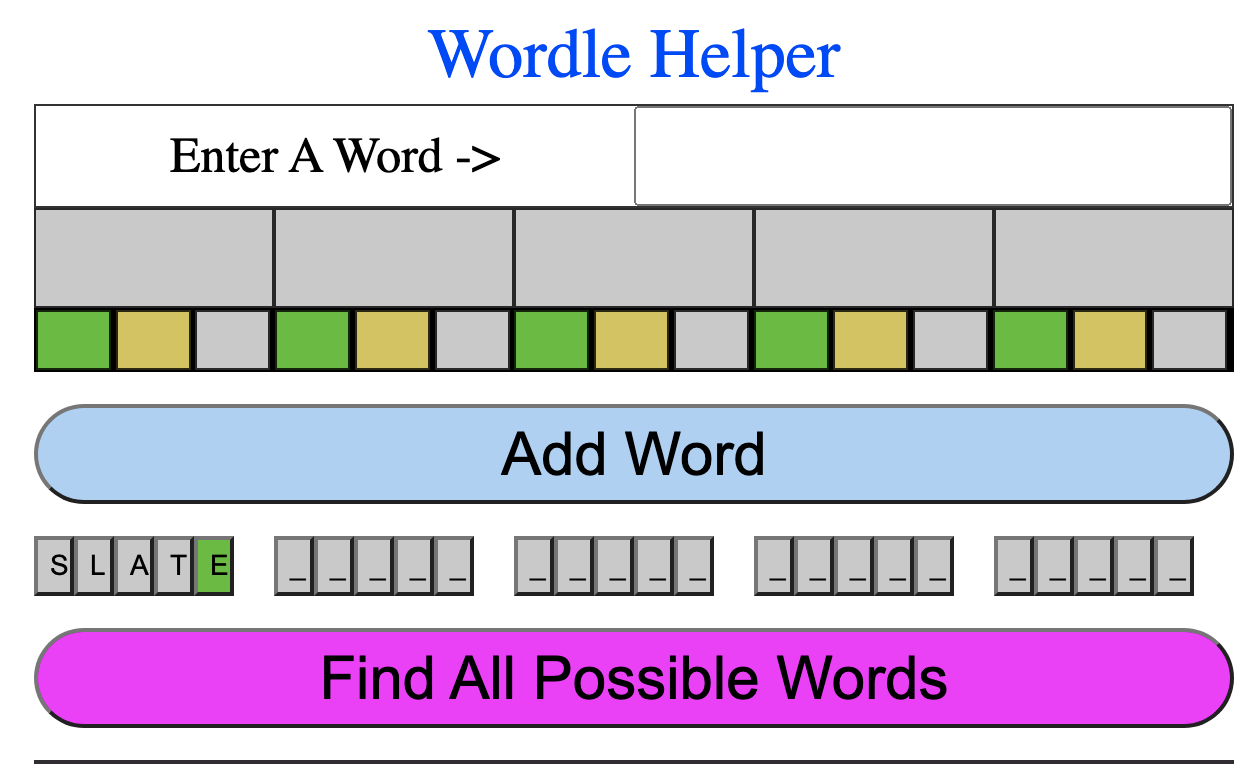 Wordle Helper
Enter A Word ->
Add Word
S L A T E _ _ _ _ _ _ _ _ _ _ _ _ _ _ _ _ _ _ _ _
Find All Possible Words